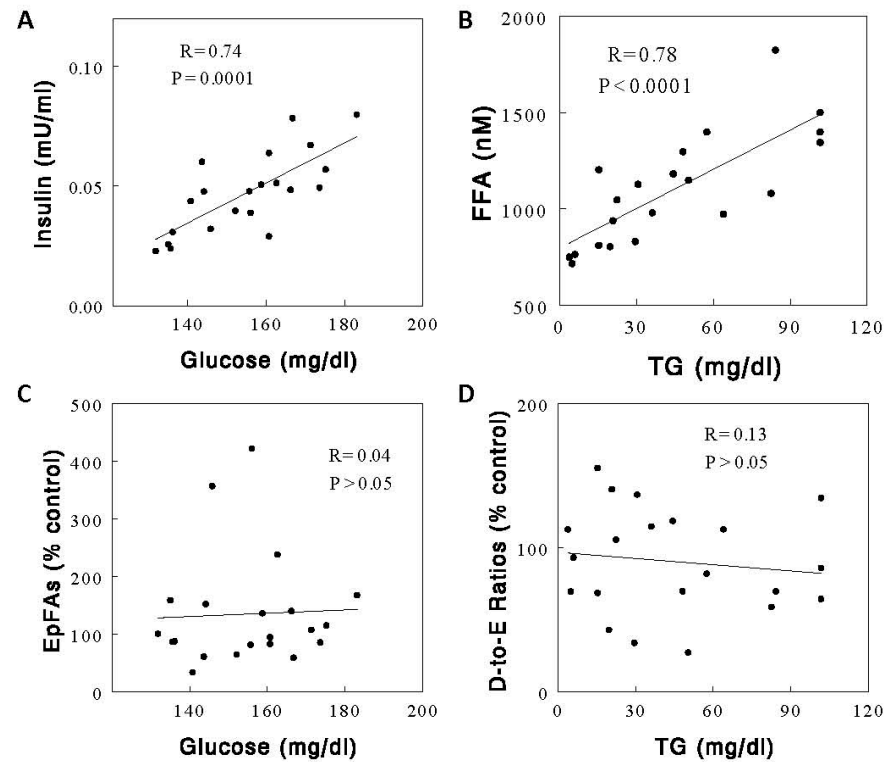 A
R=0.74
P=0.0001
Insulin (mU/ml)
0.10
0.05
0.00
140
160
180
200
Glucose (mg/dl)
B
R=0.78
P<0.0001
FFA (nM)
2000
1500
1000
500
0
30
60
90
120
TG (mg/dl)
C
R=0.04
P>0.05
EpFAs (% control)
500
400
300
200
100
0
140
160
180
200
Glucose (mg/dl)
D
R=0.13
P>0.05
D-to-E Ratios (% control)
200
100
0
0
30
60
90
120
TG (mg/dl)